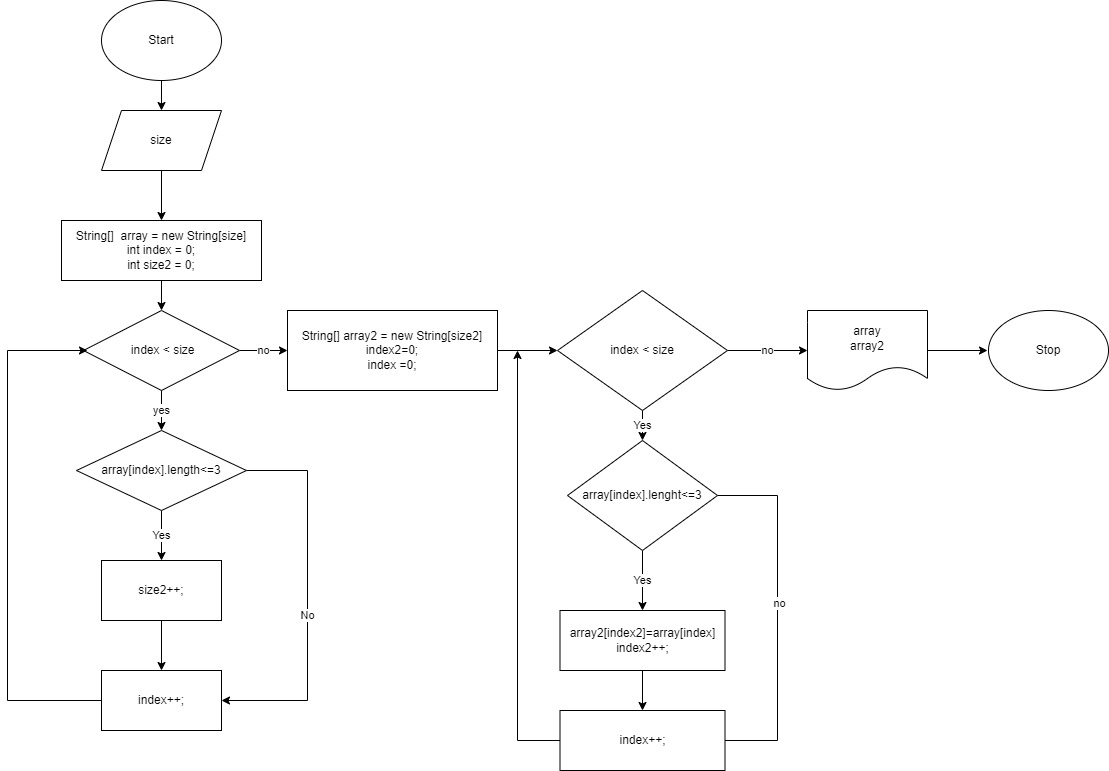 Start
size
String[]  array = new String[size]
int index = 0;
int size2 = 0;
index < size
no
String[] array2 = new String[size2]
index2=0;
index =0;
index < size
no
array
array2
Stop
yes
array[index].length<=3
Yes
size2++;
No
index++;
Yes
array[index].lenght<=3
Yes
no
array2[index2]=array[index]
index2++;
index++;